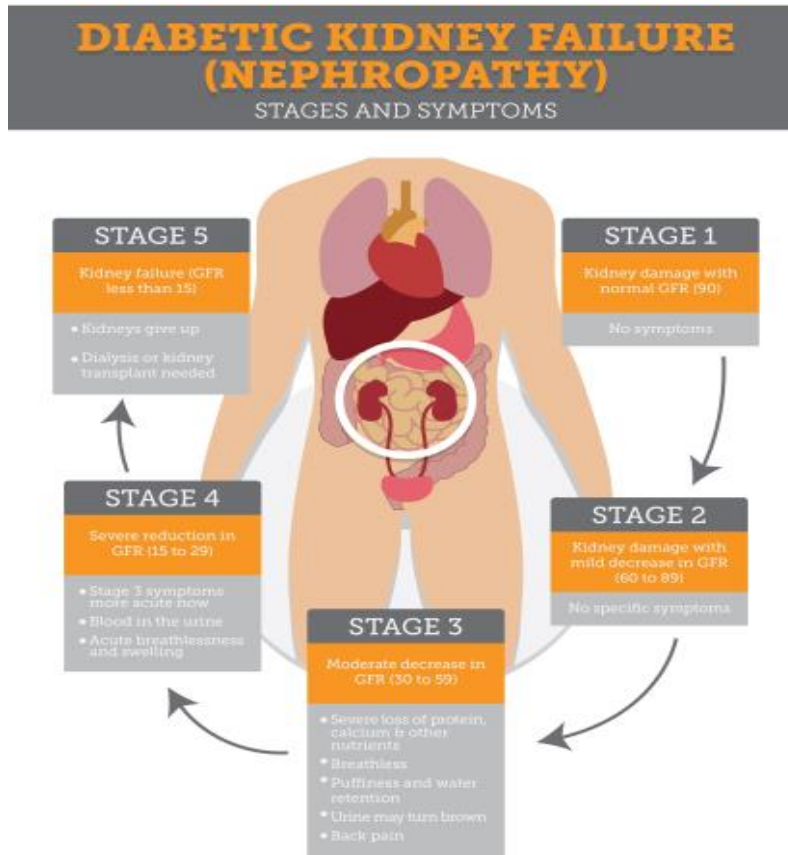 DIABETIC KIDNEY FAILURE
(NEPHROPATHY)
STAGES AND SYMPTOMS
STAGE 1
Kidney damage with
normal GFR (90)
No symptoms
STAGE 2
Kidney damage with
mild decrease in GFR
(60 to 89)
No specific symptoms
STAGE 3
Moderate decrease in
GFR (30 to 59)
• Severe loss of protein,
calcium & other
nutrients
• Breathless
• Puffiness and water
retention
• Urine may turn brown
• Back pain
STAGE 4
Severe reduction in
GFR (15 to 29)
• Stage 3 symptoms
more acute now
• Blood in the urine
• Acute breathlessness
and swelling
STAGE 5
Kidney failure (GFR
less than 15)
• Kidneys give up
• Dialysis or kidney
transplant needed